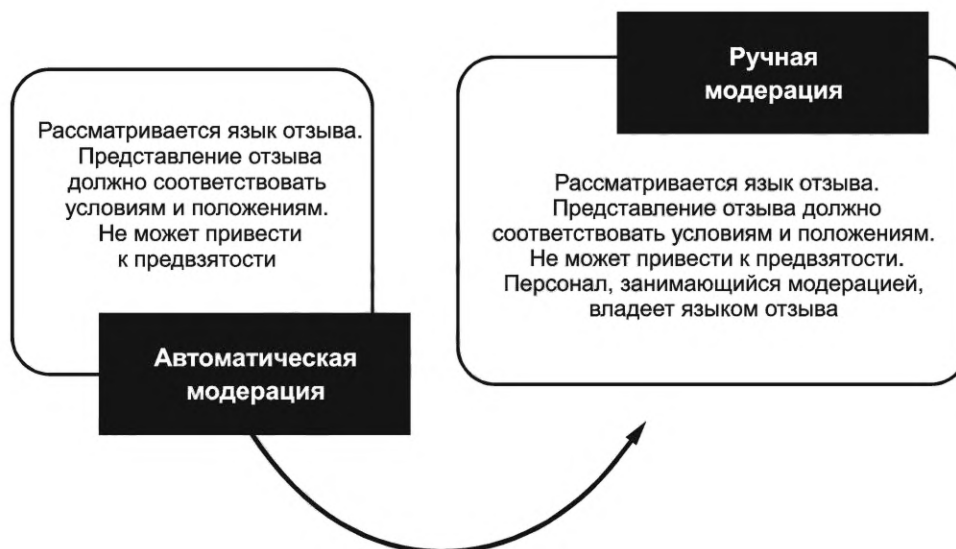 Рассматривается язык отзыва.
Представление отзыва
должно соответствовать
условиям и положениям.
Не может привести
к предвзятости
Автоматическая
модерация
Ручная
модерация
Рассматривается язык отзыва.
Представление отзыва должно
соответствовать условиям и положениям.
Не может привести к предвзятости.
Персонал, занимающийся модерацией,
владеет языком отзыва